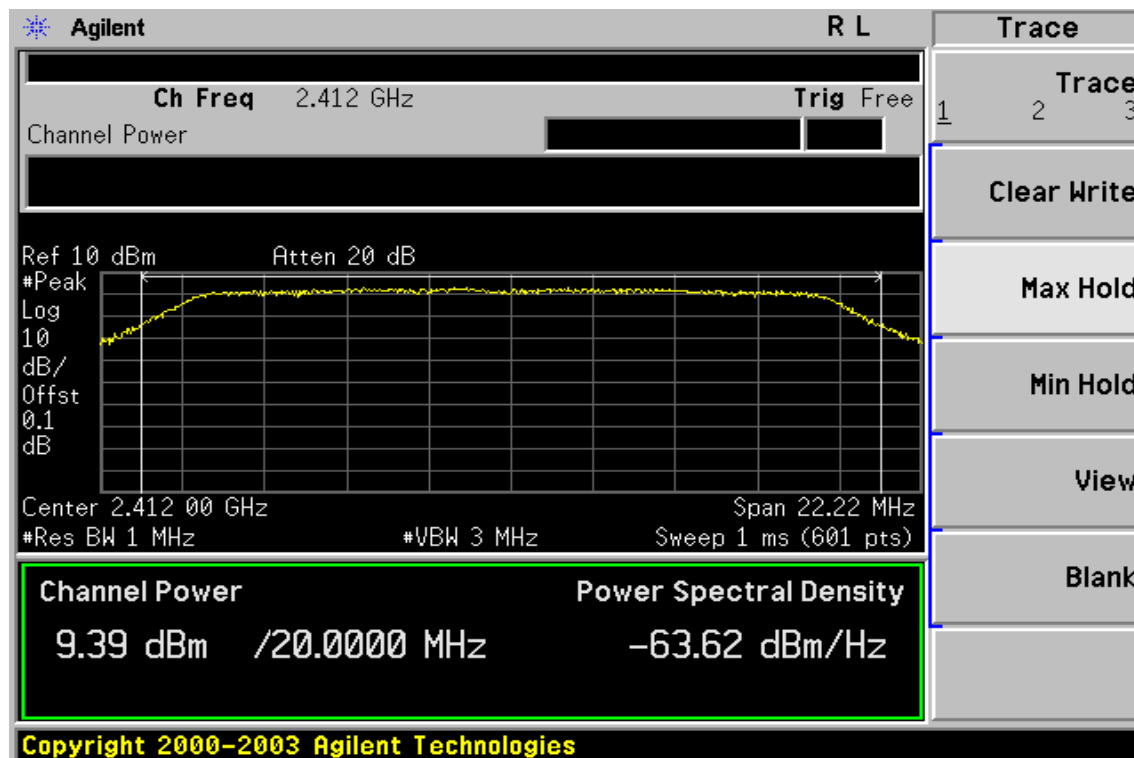 Agilent R L Trace
Ch Freq 2.412 GHz Trig Free
Trace
1 2 3
Channel Power
Clear Write
Ref 10 dBm Atten 20 dB
#Peak
Log
10
dB/
Offst
0.1
dB
Max Hold
Min Hold
View
Center 2.412 00 GHz Span 22.22 MHz
#Res BW 1 MHz #VBW 3 MHz Sweep 1 ms (601 pts)
Blank
Channel Power Power Spectral Density
9.39 dBm /20.0000 MHz -63.62 dBm/Hz
Copyright 2000-2003 Agilent Technologies